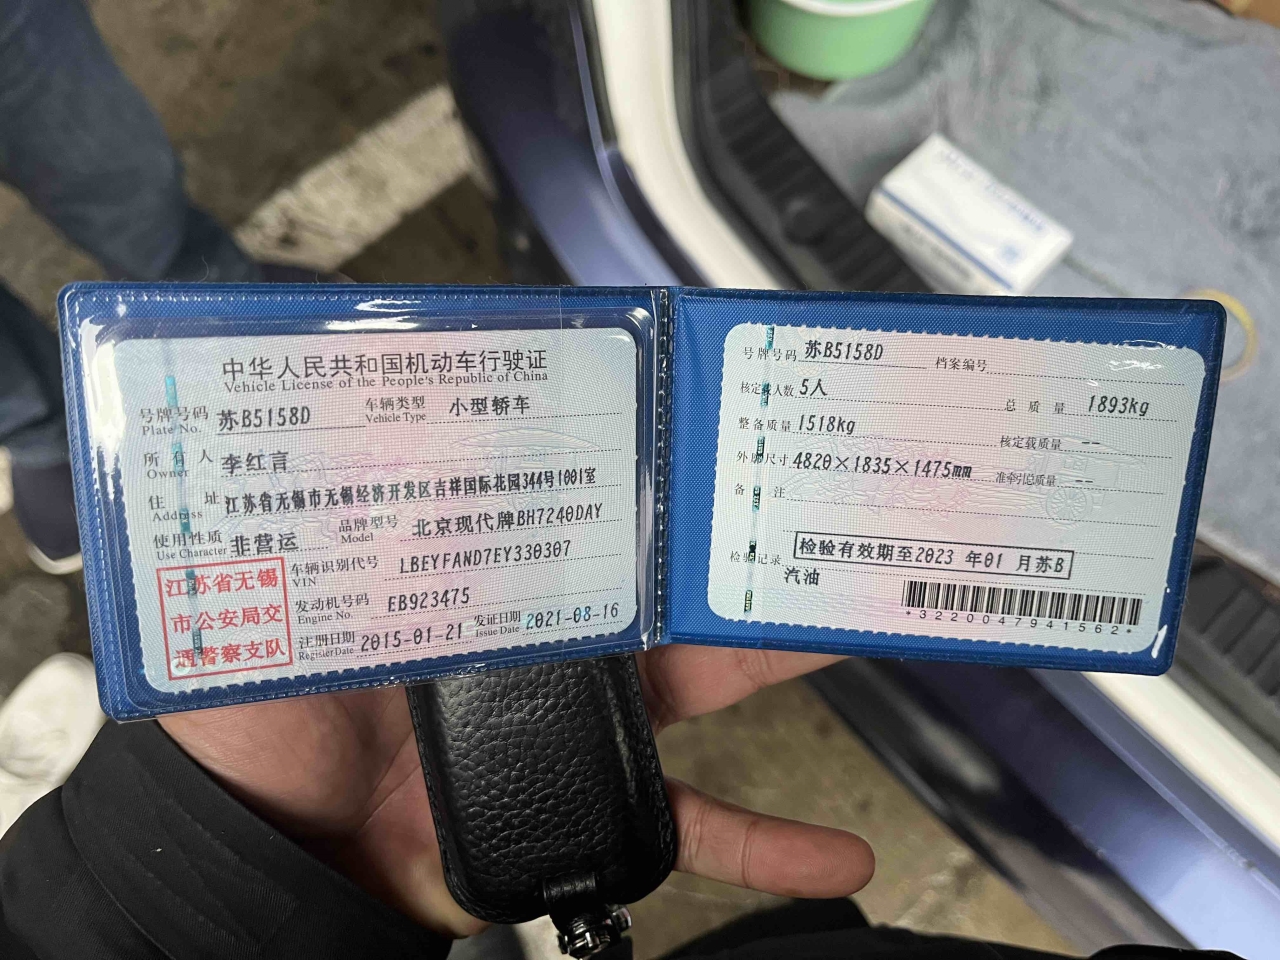 中华人民共和国机动车行驶证
Vehicle License of the People's Republic of China
号牌号码 苏B5158D 车辆类型 小型轿车
Plate No. Vehicle Type
所有人 李红言
Owner
住址 江苏省无锡市无锡经济开发区吉祥国际花园344号1001室
Address
使用性质 非营运 品牌型号 北京现代牌BH7240DAY
Use Character Model
江苏省无锡
市公安局交
通警察支队
车辆识别代号 LBEYFAND7EY330307
VIN
发动机号码 EB923475
Engine No.
注册日期 2015-01-21 发证日期 2021-08-16
Register Date Issue Date
号牌号码 苏B5158D 档案编号
核定载人数 5人 总质量 1893kg
整备质量 1518kg 核定载质量 --
外廓尺寸 4820×1835×1475mm 准牵引总质量 --
备注
检验记录 检验有效期至2023年01月苏B
汽油
*3220047941562*